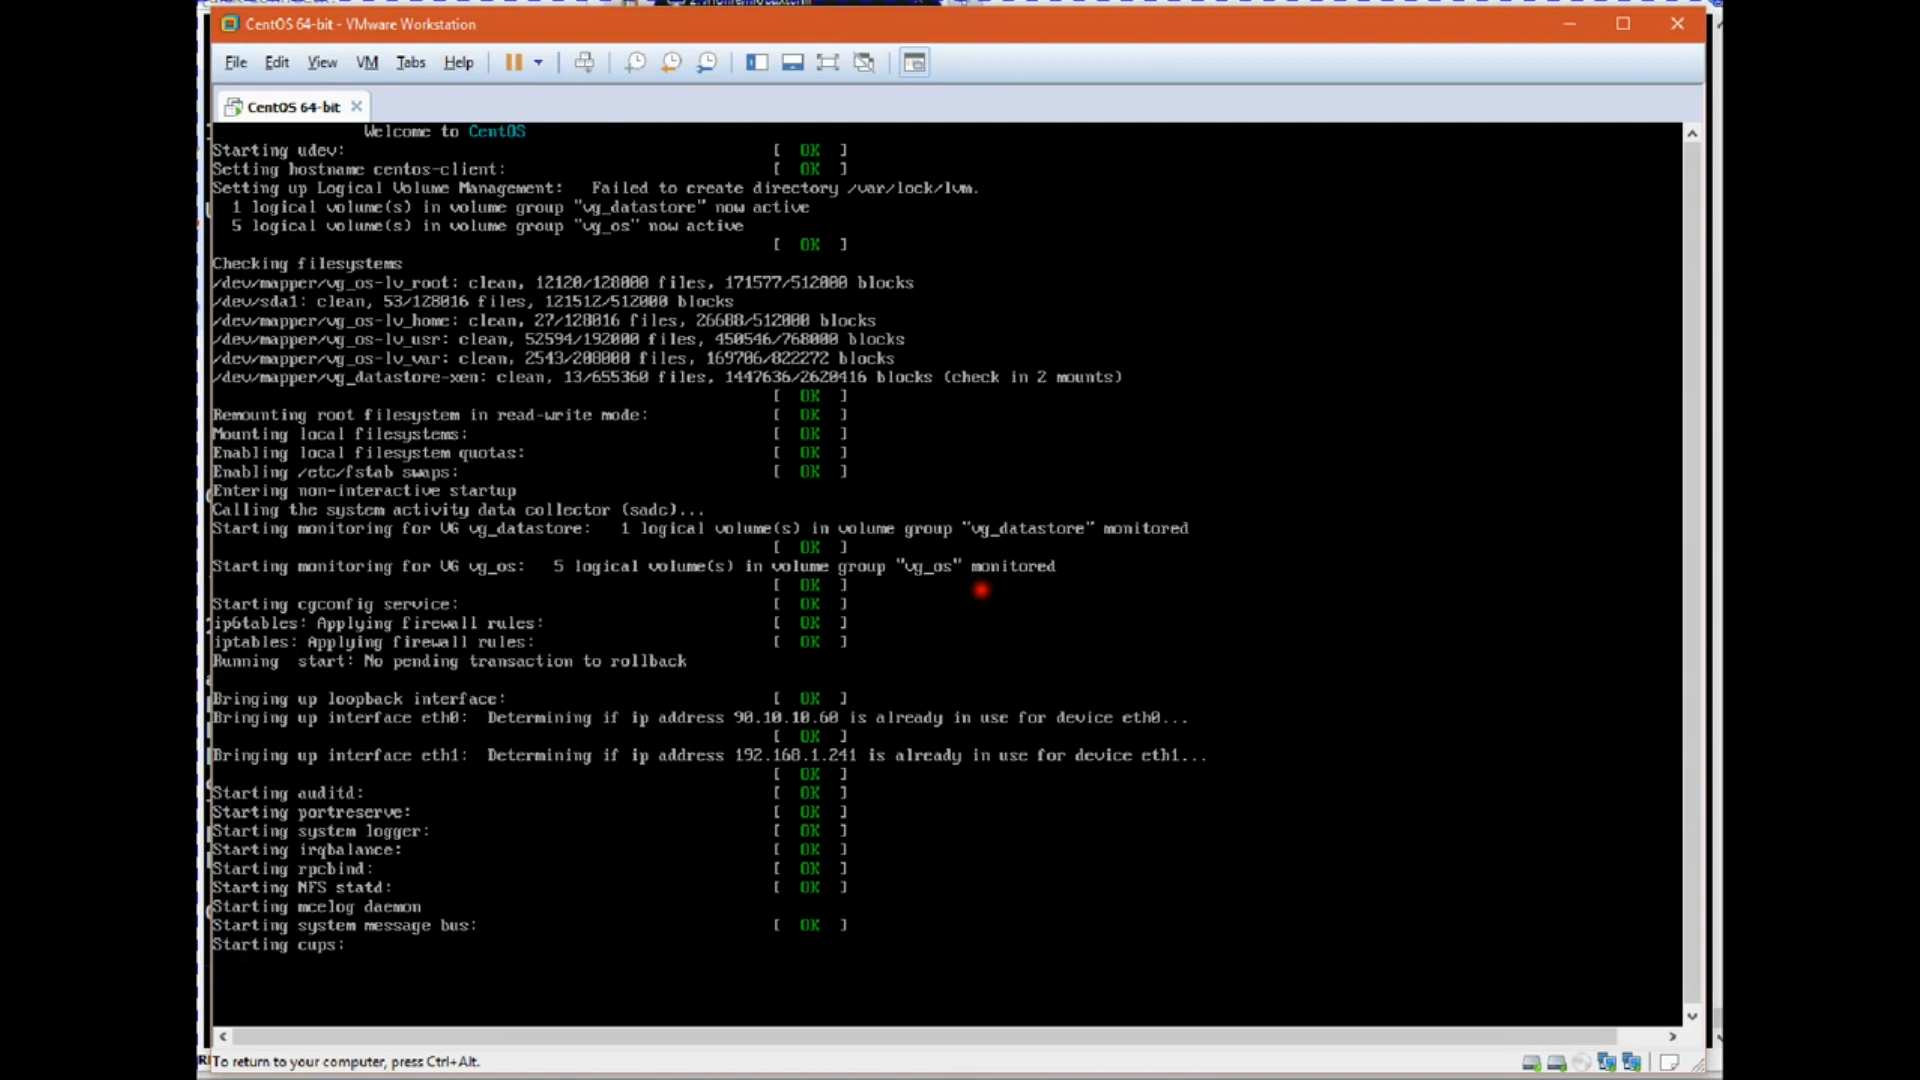 CentOS 64-bit - VMware Workstation
File Edit View VM Tabs Help
CentOS 64-bit
Welcome to CentOS
Starting udev: [ OK ]
Setting hostname centos-client: [ OK ]
Setting up Logical Volume Management: Failed to create directory /var/lock/lvm.
1 logical volume(s) in volume group "vg_datastore" now active
5 logical volume(s) in volume group "vg_os" now active
[ OK ]
Checking filesystems
/dev/mapper/vg_os-lv_root: clean, 12120/128000 files, 171577/512000 blocks
/dev/sda1: clean, 53/128016 files, 121512/512000 blocks
/dev/mapper/vg_os-lv_home: clean, 27/128016 files, 26688/512000 blocks
/dev/mapper/vg_os-lv_usr: clean, 52594/192000 files, 450546/768000 blocks
/dev/mapper/vg_os-lv_var: clean, 2543/208000 files, 169706/822272 blocks
/dev/mapper/vg_datastore-xen: clean, 13/655360 files, 1447636/2620416 blocks (check in 2 mounts)
[ OK ]
Remounting root filesystem in read-write mode: [ OK ]
Mounting local filesystems: [ OK ]
Enabling local filesystem quotas: [ OK ]
Enabling /etc/fstab swaps: [ OK ]
Entering non-interactive startup
Calling the system activity data collector (sadc)...
Starting monitoring for VG vg_datastore: 1 logical volume(s) in volume group "vg_datastore" monitored
[ OK ]
Starting monitoring for VG vg_os: 5 logical volume(s) in volume group "vg_os" monitored
[ OK ]
Starting cgconfig service: [ OK ]
ip6tables: Applying firewall rules: [ OK ]
iptables: Applying firewall rules: [ OK ]
Running start: No pending transaction to rollback
Bringing up loopback interface: [ OK ]
Bringing up interface eth0: Determining if ip address 90.10.10.60 is already in use for device eth0...
[ OK ]
Bringing up interface eth1: Determining if ip address 192.168.1.241 is already in use for device eth1...
[ OK ]
Starting auditd: [ OK ]
Starting portreserve: [ OK ]
Starting system logger: [ OK ]
Starting irqbalance: [ OK ]
Starting rpcbind: [ OK ]
Starting NFS statd: [ OK ]
Starting mcelog daemon
Starting system message bus: [ OK ]
Starting cups:
To return to your computer, press Ctrl+Alt.